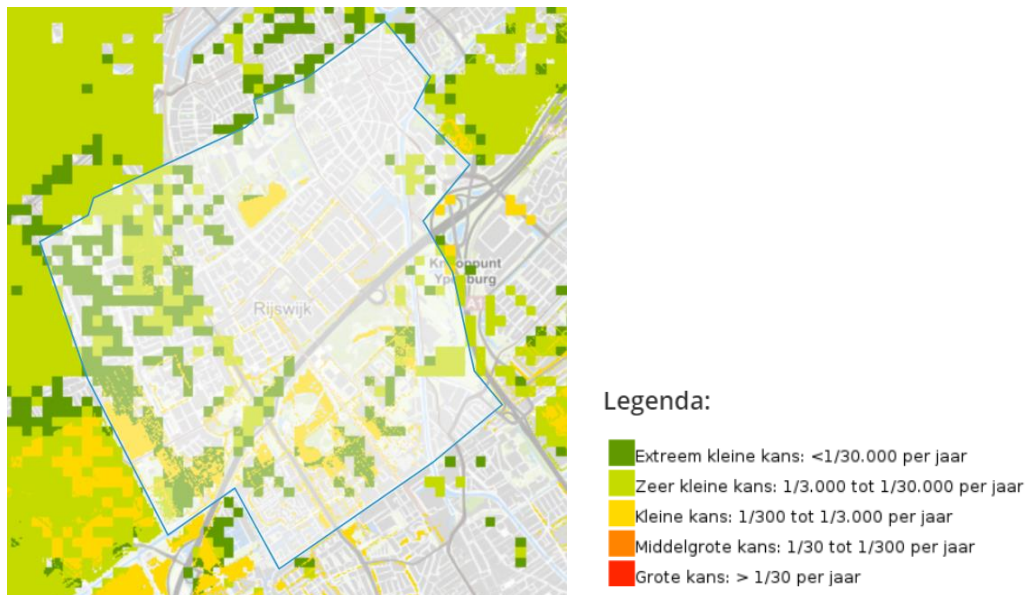 Knooppunt
Ypenburg
Rijswijk
Legenda:
Extreem kleine kans: <1/30.000 per jaar
Zeer kleine kans: 1/3.000 tot 1/30.000 per jaar
Kleine kans: 1/300 tot 1/3.000 per jaar
Middelgrote kans: 1/30 tot 1/300 per jaar
Grote kans: > 1/30 per jaar